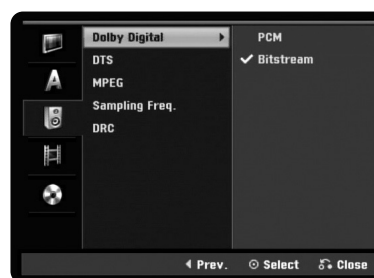 Dolby Digital
DTS
MPEG
Sampling Freq.
DRC
PCM
Bitstream
A
Prev. Select Close